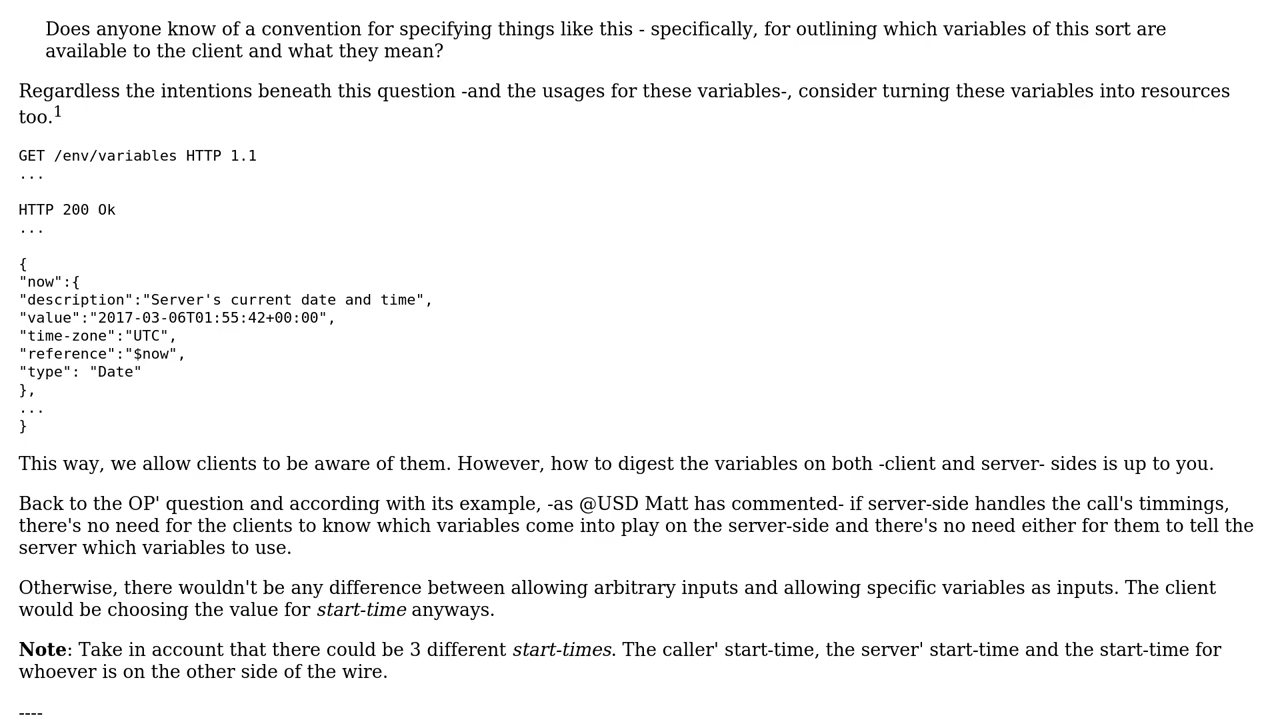 Does anyone know of a convention for specifying things like this - specifically, for outlining which variables of this sort are
available to the client and what they mean?
Regardless the intentions beneath this question -and the usages for these variables-, consider turning these variables into resources
too.1
GET /env/variables HTTP 1.1
...
HTTP 200 Ok
...
{
"now":{
"description":"Server's current date and time",
"value":"2017-03-06T01:55:42+00:00",
"time-zone":"UTC",
"reference":"$now",
"type": "Date"
},
...
}
This way, we allow clients to be aware of them. However, how to digest the variables on both -client and server- sides is up to you.
Back to the OP' question and according with its example, -as @USD Matt has commented- if server-side handles the call's timmings,
there's no need for the clients to know which variables come into play on the server-side and there's no need either for them to tell the
server which variables to use.
Otherwise, there wouldn't be any difference between allowing arbitrary inputs and allowing specific variables as inputs. The client
would be choosing the value for start-time anyways.
Note: Take in account that there could be 3 different start-times. The caller' start-time, the server' start-time and the start-time for
whoever is on the other side of the wire.
----